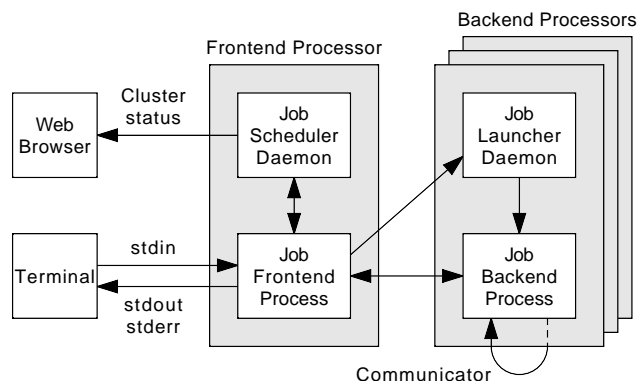 Backend Processors
Frontend Processor
Cluster
status
Web
Browser
Job
Scheduler
Daemon
Job
Launcher
Daemon
Terminal
stdin
stdout
stderr
Job
Frontend
Process
Job
Backend
Process
Communicator